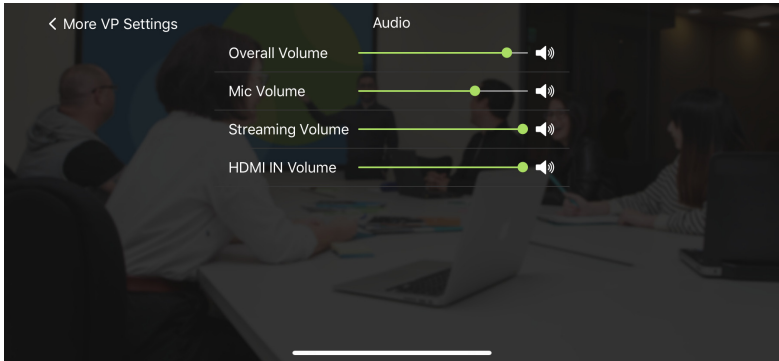 More VP Settings
Audio
Overall Volume
Mic Volume
Streaming Volume
HDMI IN Volume